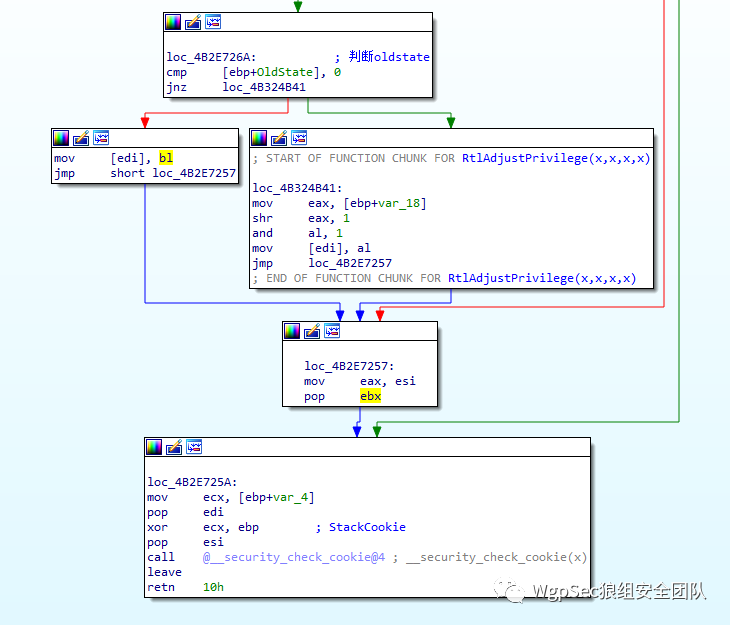 loc_4B2E726A: ; 判断oldstate
cmp [ebp+OldState], 0
jnz loc_4B324B41
mov [edi], bl
jmp short loc_4B2E7257
; START OF FUNCTION CHUNK FOR RtlAdjustPrivilege(x,x,x,x)
loc_4B324B41:
mov eax, [ebp+var_18]
shr eax, 1
and al, 1
mov [edi], al
jmp loc_4B2E7257
; END OF FUNCTION CHUNK FOR RtlAdjustPrivilege(x,x,x,x)
loc_4B2E7257:
mov eax, esi
pop ebx
loc_4B2E725A:
mov ecx, [ebp+var_4]
pop edi
xor ecx, ebp ; StackCookie
pop esi
call @__security_check_cookie@4 ; __security_check_cookie(x)
leave
retn 10h
WgpSec狼组安全团队